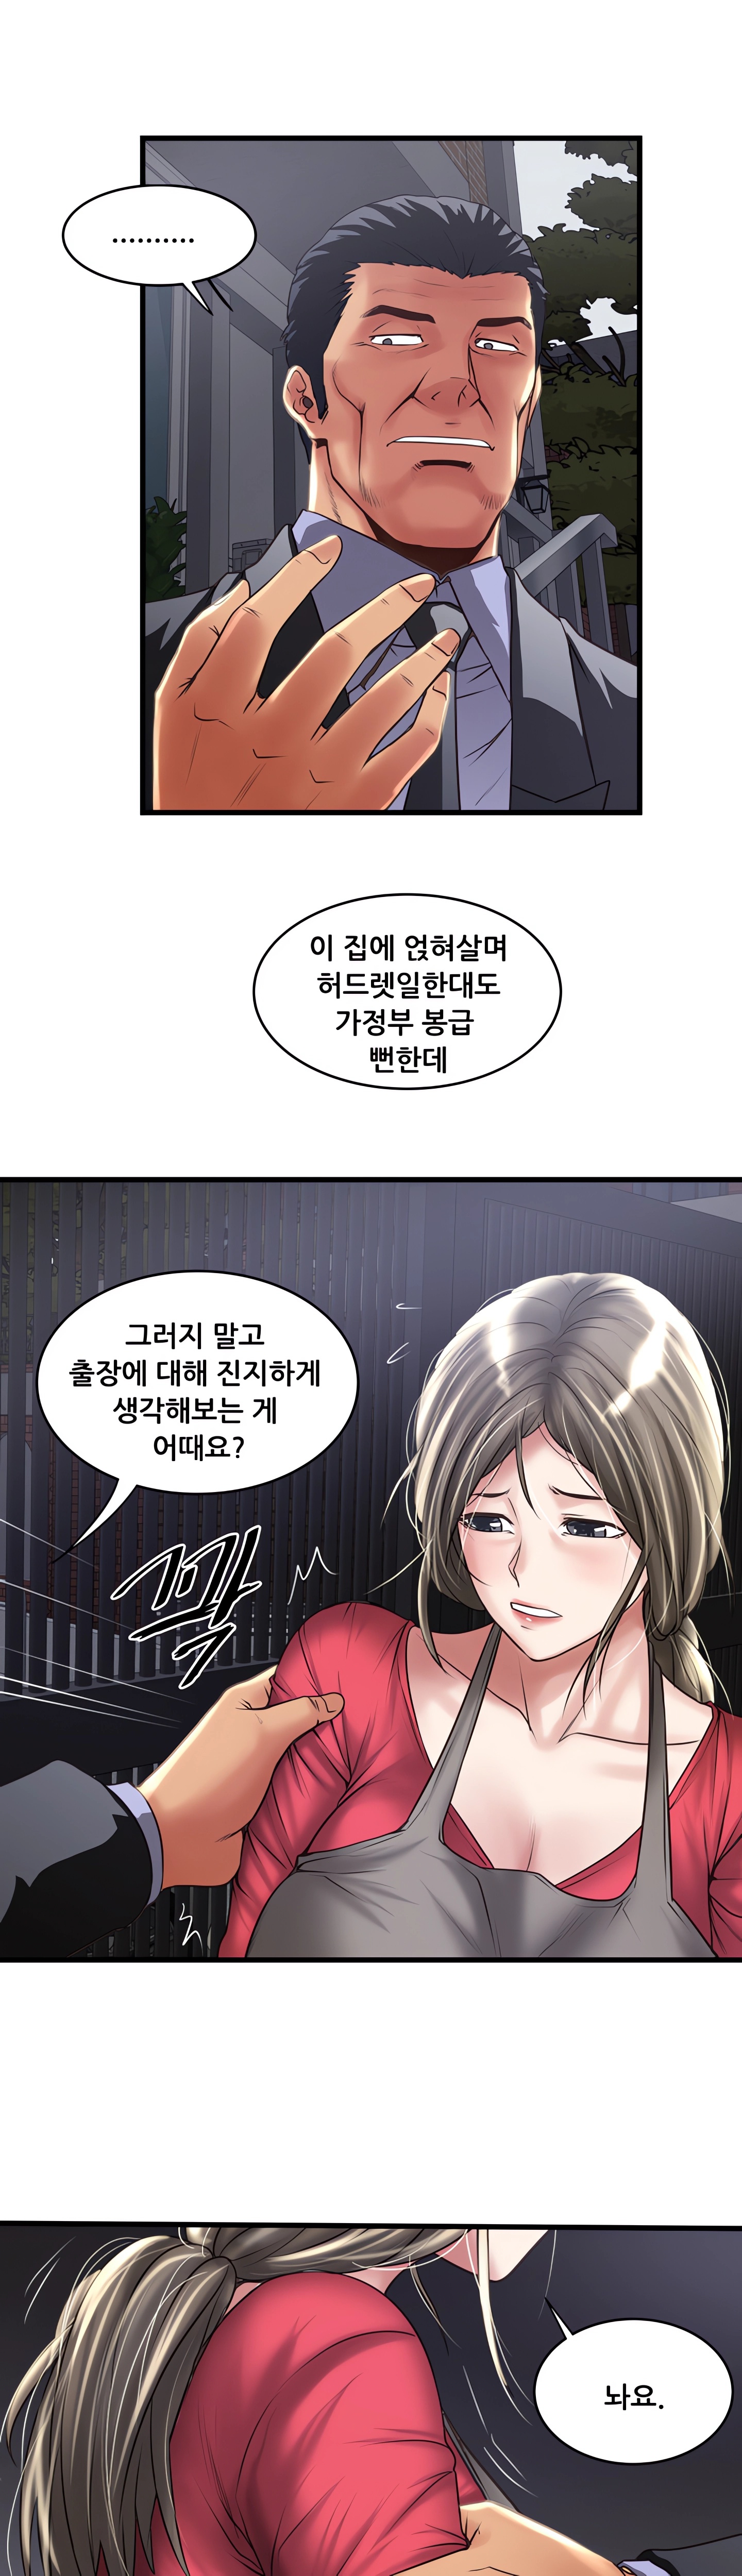 ..........
이 집에 얹혀살며
허드렛일한대도
가정부 봉급
뻔한데
그러지 말고
출장에 대해 진지하게
생각해보는 게
어때요?
꽉
놔요.